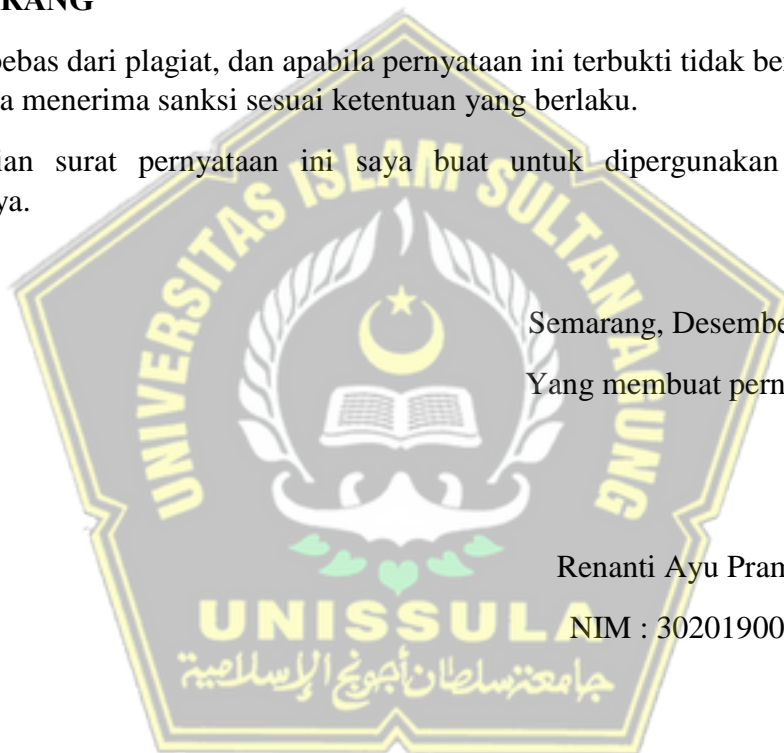 RANG
bebas dari plagiat, dan apabila pernyataan ini terbukti tidak be
a menerima sanksi sesuai ketentuan yang berlaku.
ian surat pernyataan ini saya buat untuk dipergunakan
ya.
UNIVERSITAS ISLAM SULTAN AGUNG
Semarang, Desembe
Yang membuat pern
Renanti Ayu Pram
NIM : 30201900
UNISSULA
جامعة سلطان أجونج الإسلامية